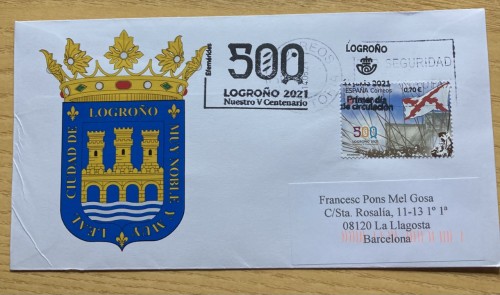 LOGROÑO
CIUDAD DE
MUY NOBLE Y MUY LEAL
Efemérides
500
LOGROÑO 2021
Nuestro V Centenario
LOGROÑO
SEGURIDAD
junio 2021
ESPAÑA Correos
0,70 €
Primer día
de circulación
500
Francesc Pons Mel Gosa
C/Sta. Rosalía, 11-13 1º 1ª
08120 La Llagosta
Barcelona